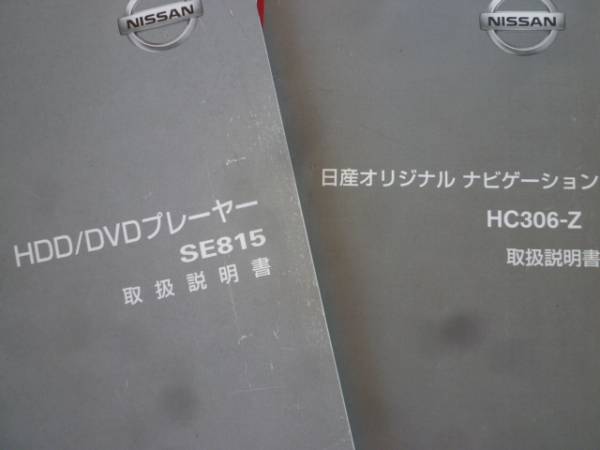 NISSAN
HDD/DVDプレーヤー
SE815
取扱説明書
NISSAN
日産オリジナル ナビゲーション
HC306-Z
取扱説明書